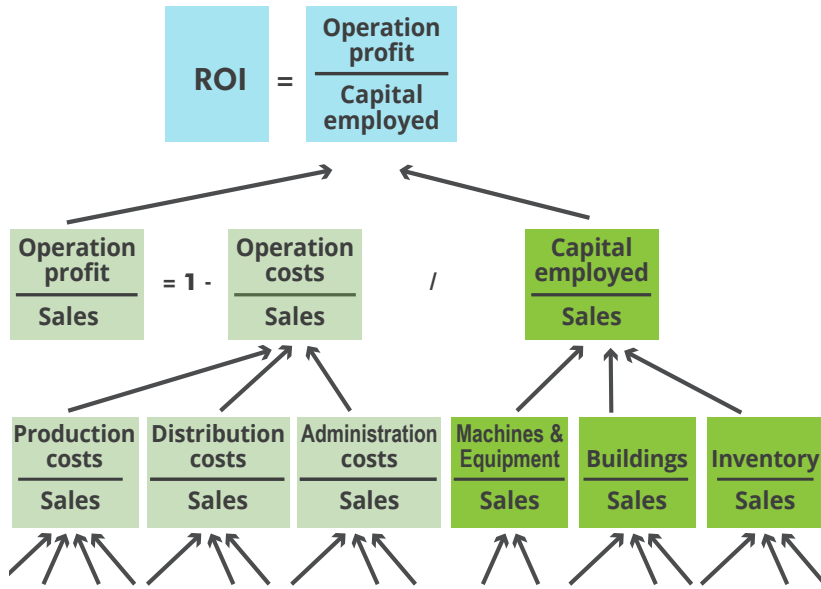 ROI = Operation profit
Capital employed
Operation profit
Sales
= 1 -
Operation costs
Sales
/
Capital employed
Sales
Production costs
Sales
Distribution costs
Sales
Administration costs
Sales
Machines & Equipment
Sales
Buildings
Sales
Inventory
Sales